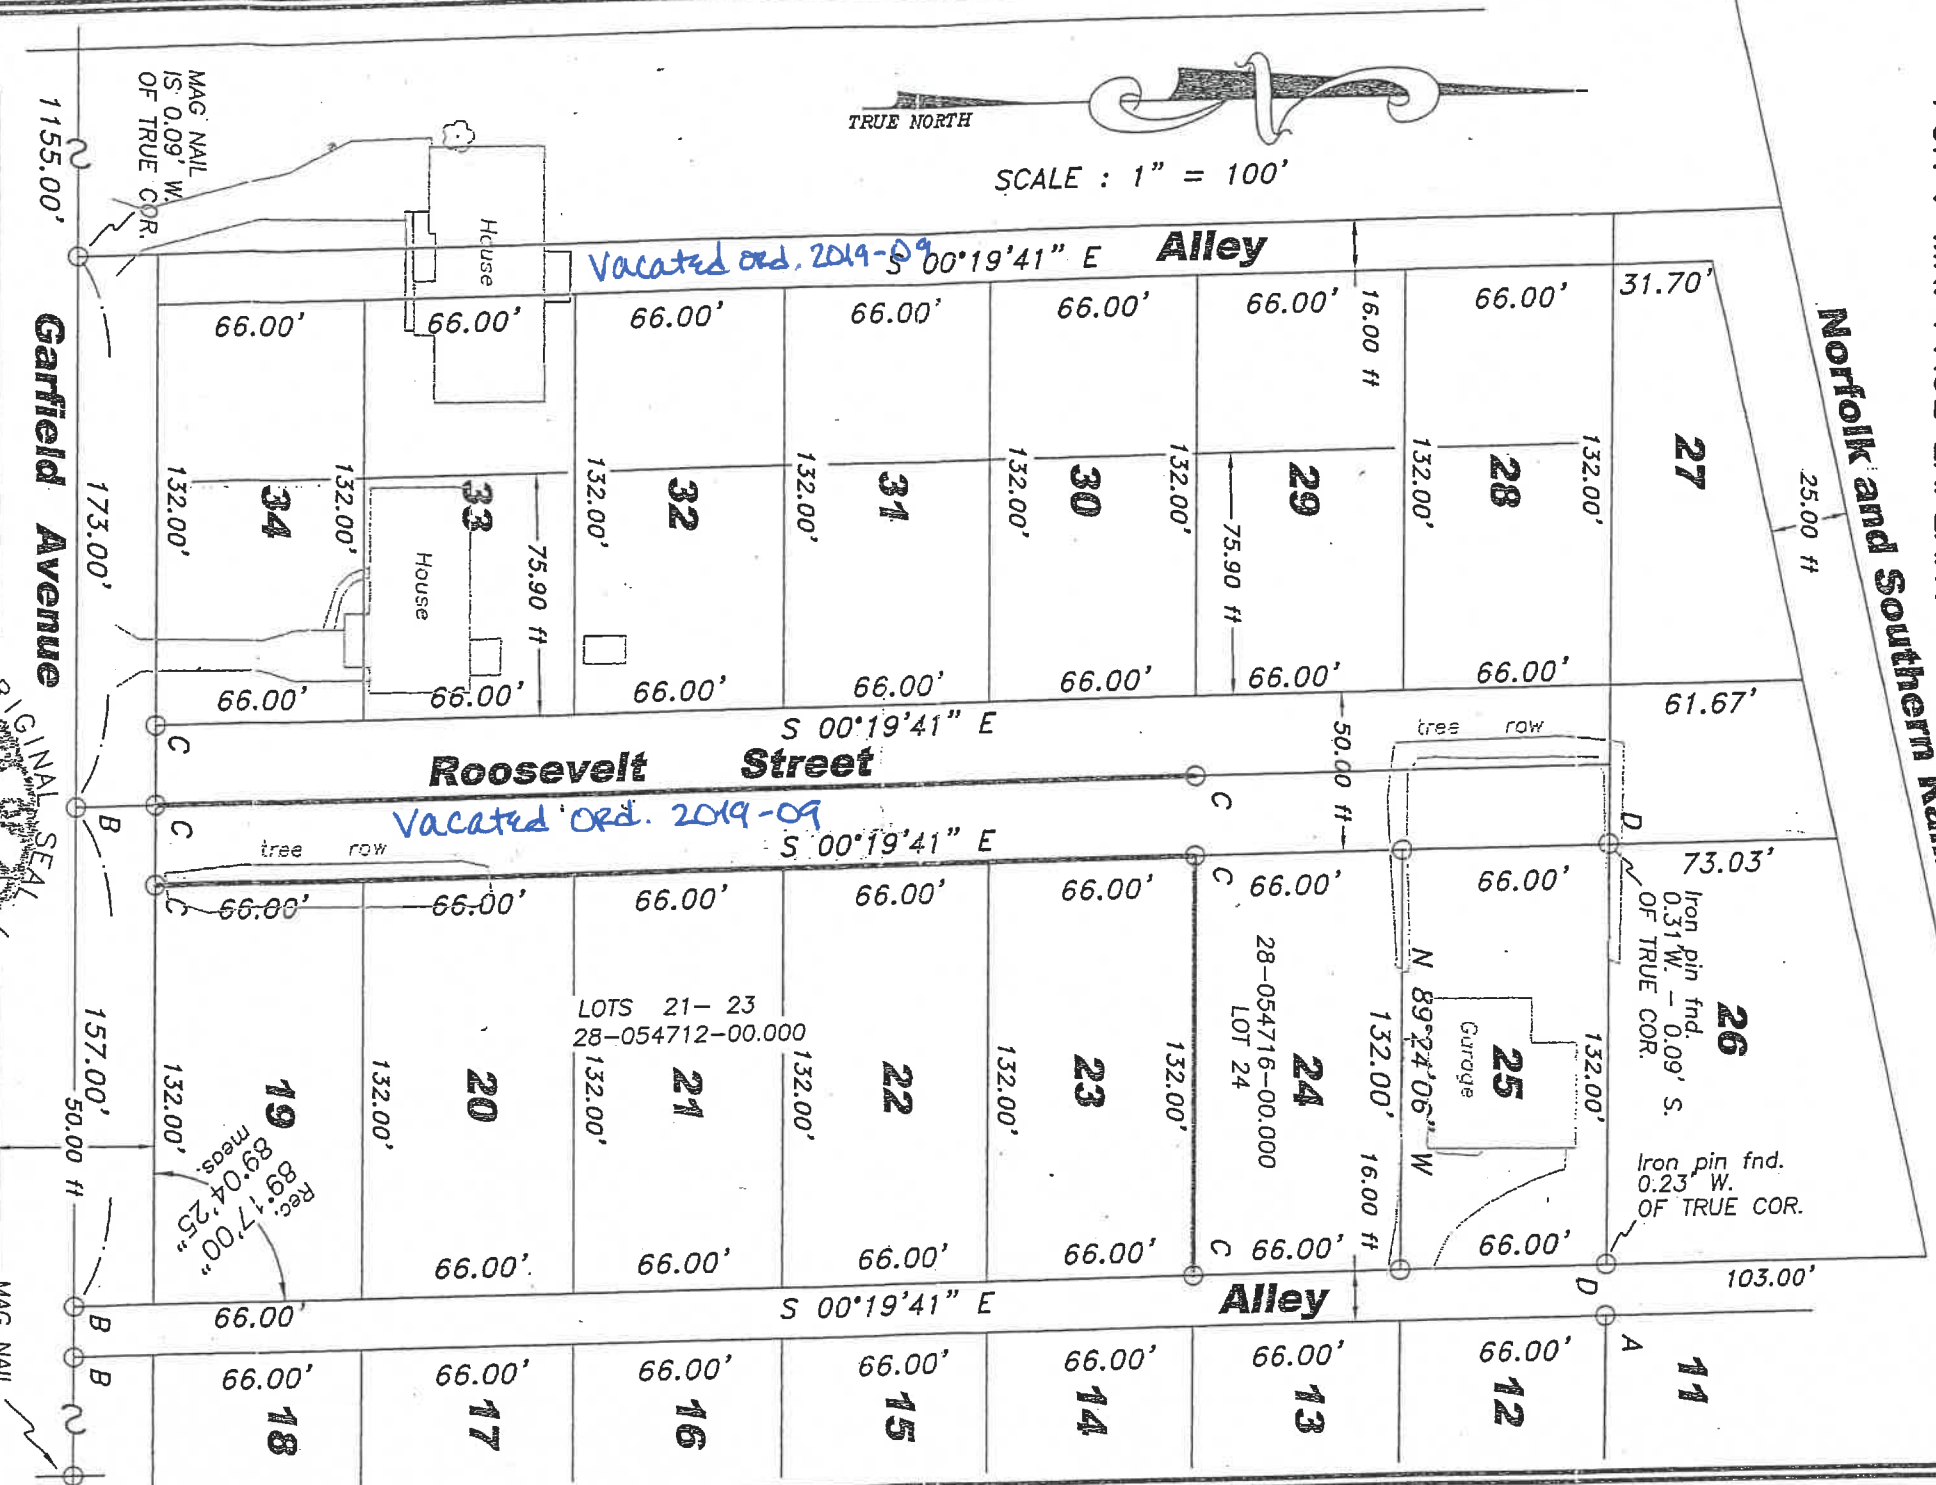 TRUE NORTH
SCALE : 1" = 100'
MAG NAIL
IS 0.09' W.
OF TRUE COR.
1155.00'
Vacated ORD. 2019-09
S 00°19'41" E
Alley
House
66.00'
66.00'
66.00'
66.00'
66.00'
66.00'
66.00'
31.70'
16.00 ft
Norfolk and Southern
25.00 ft
Garfield Avenue
173.00'
132.00'
34
132.00'
33
132.00'
32
132.00'
31
132.00'
30
132.00'
29
132.00'
28
132.00'
27
House
75.90 ft
75.90 ft
66.00'
66.00'
66.00'
66.00'
66.00'
66.00'
66.00'
61.67'
C
S 00°19'41" E
50.00 ft
tree row
Roosevelt Street
C
B
C
Vacated ORD. 2019-09
S 00°19'41" E
D
tree row
C
66.00'
66.00'
66.00'
66.00'
66.00'
C
66.00'
66.00'
73.03'
Iron pin fnd.
0.31'W. - 0.09' S.
OF TRUE COR.
SEAL
157.00'
50.00 ft
132.00'
19
132.00'
20
LOTS 21- 23
28-054712-00.000
132.00'
21
132.00'
22
132.00'
23
132.00'
28-054716-00.000
LOT 24
24
132.00'
N 89°24'06" W
Garage
25
132.00'
26
Rec.
89°17'00"
89°04'25"
meas.
16.00 ft
Iron pin fnd.
0.23' W.
OF TRUE COR.
66.00'
66.00'
66.00'
66.00'
66.00'
C
66.00'
66.00'
D
103.00'
S 00°19'41" E
Alley
B
B
A
66.00'
66.00'
66.00'
66.00'
66.00'
66.00'
66.00'
18
17
16
15
14
13
12
11
MAG NAIL